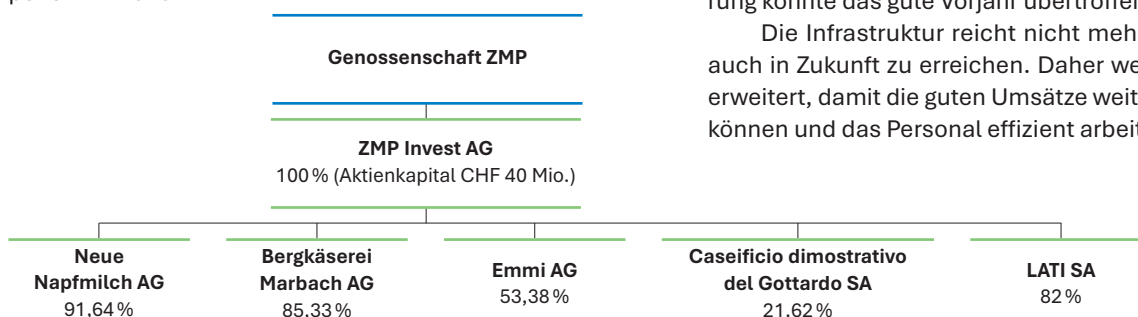 rung konnte das gute Vorjahr übertroffen
Die Infrastruktur reicht nicht meh
auch in Zukunft zu erreichen. Daher we
erweitert, damit die guten Umsätze weit
können und das Personal effizient arbeit
Genossenschaft ZMP
ZMP Invest AG
100 % (Aktienkapital CHF 40 Mio.)
Neue
Napfmilch AG
91,64 %
Bergkäserei
Marbach AG
85,33 %
Emmi AG
53,38 %
Caseificio dimostrativo
del Gottardo SA
21,62 %
LATI SA
82 %